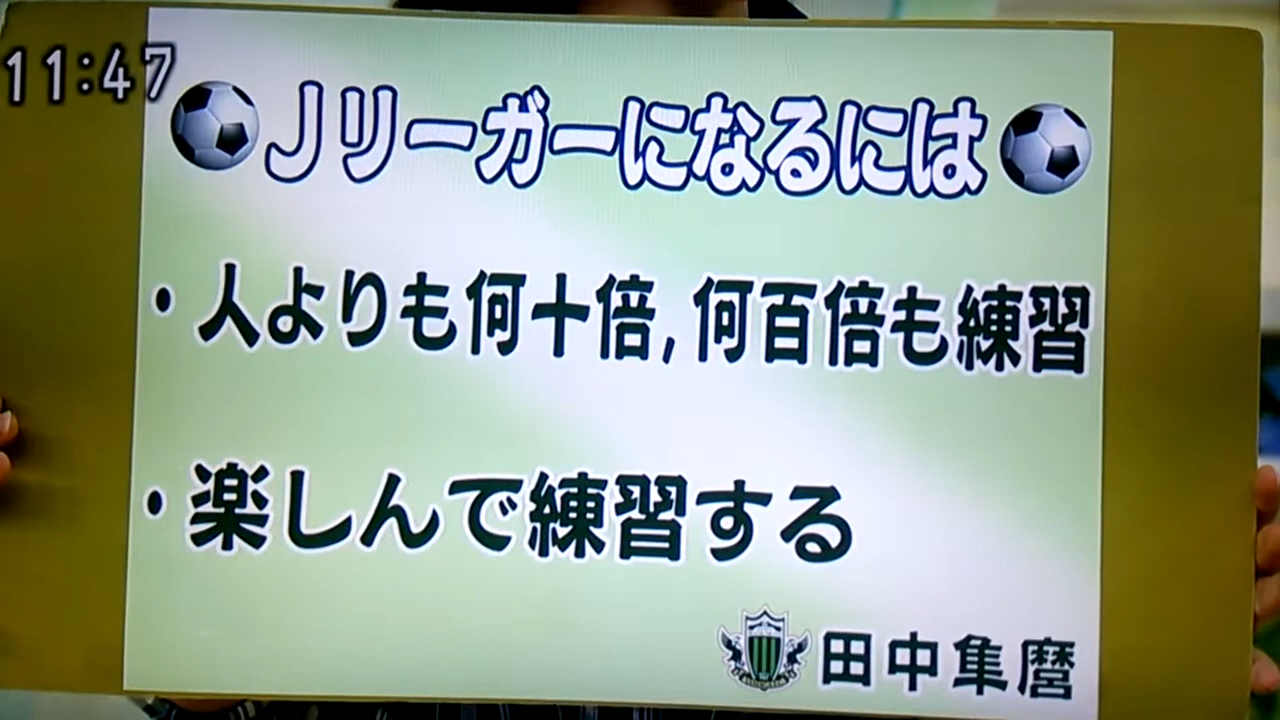 11:47
Jリーガーになるには
・人よりも何十倍,何百倍も練習
・楽しんで練習する
田中隼麿